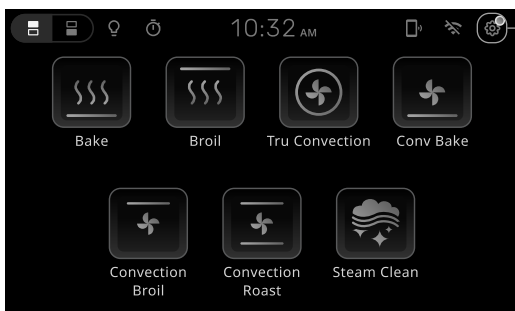 10:32 AM
Bake
Broil
Tru Convection
Conv Bake
Convection
Broil
Convection
Roast
Steam Clean